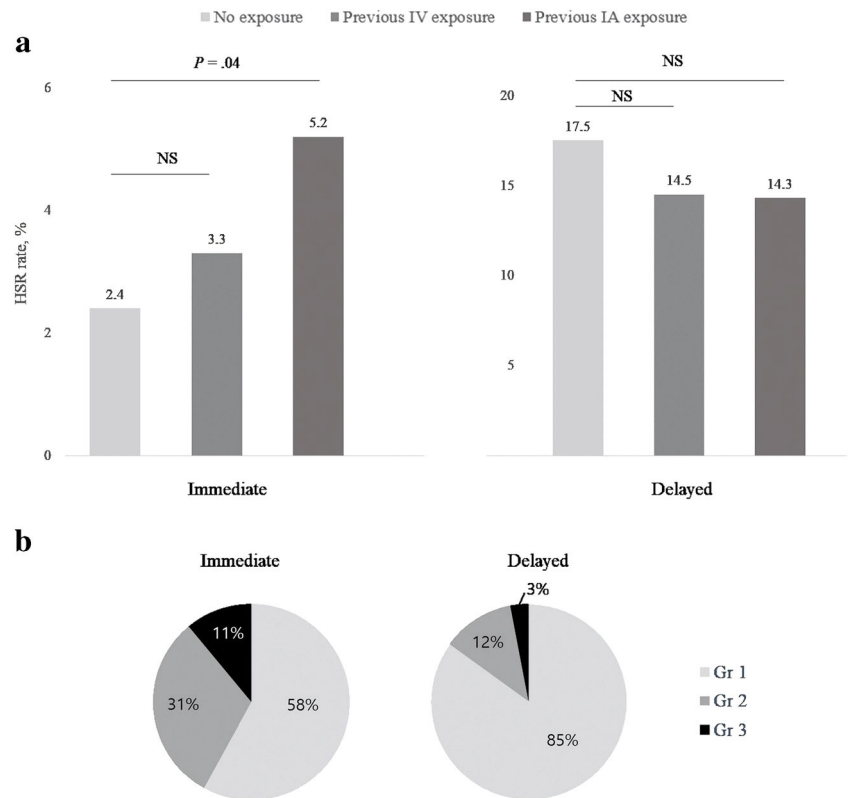 No exposure Previous IV exposure Previous IA exposure
a
P = .04
NS
HSR rate, %
6
4
2
0
2.4
3.3
5.2
Immediate
NS
NS
20
15
10
5
17.5
14.5
14.3
Delayed
b
Immediate
11%
31%
58%
Delayed
3%
12%
85%
Gr 1
Gr 2
Gr 3